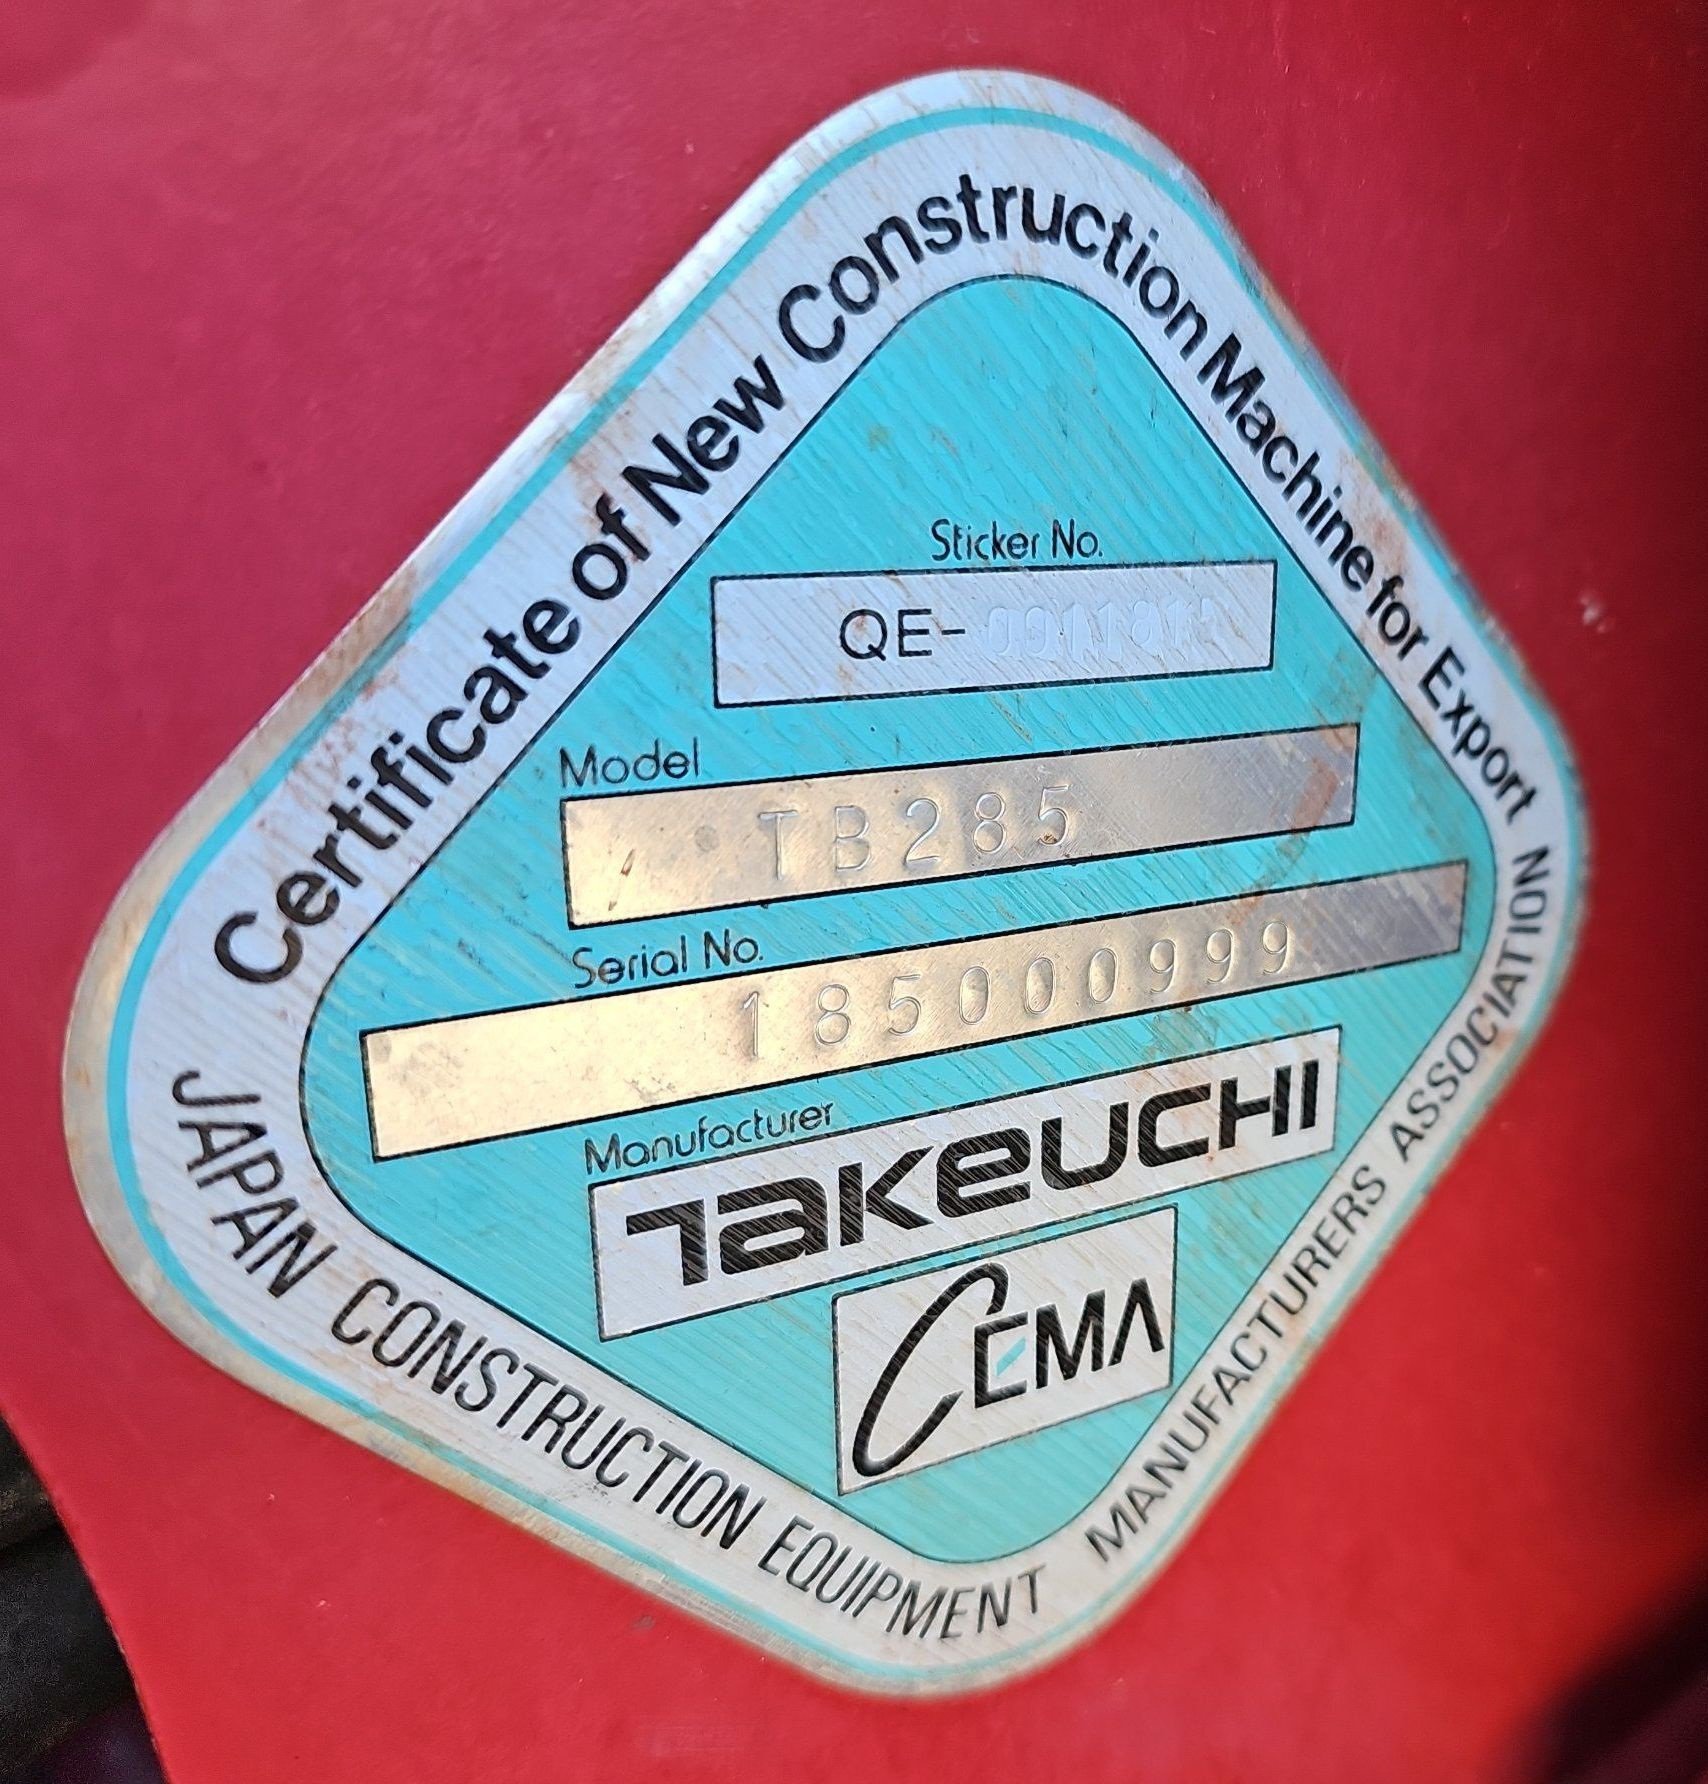 Certificate of New Construction Machine for Export
Sticker No.
QE-
Model
TB285
Serial No.
185000999
Manufacturer
TAKEUCHI
CEMA
JAPAN CONSTRUCTION EQUIPMENT MANUFACTURERS ASSOCIATION